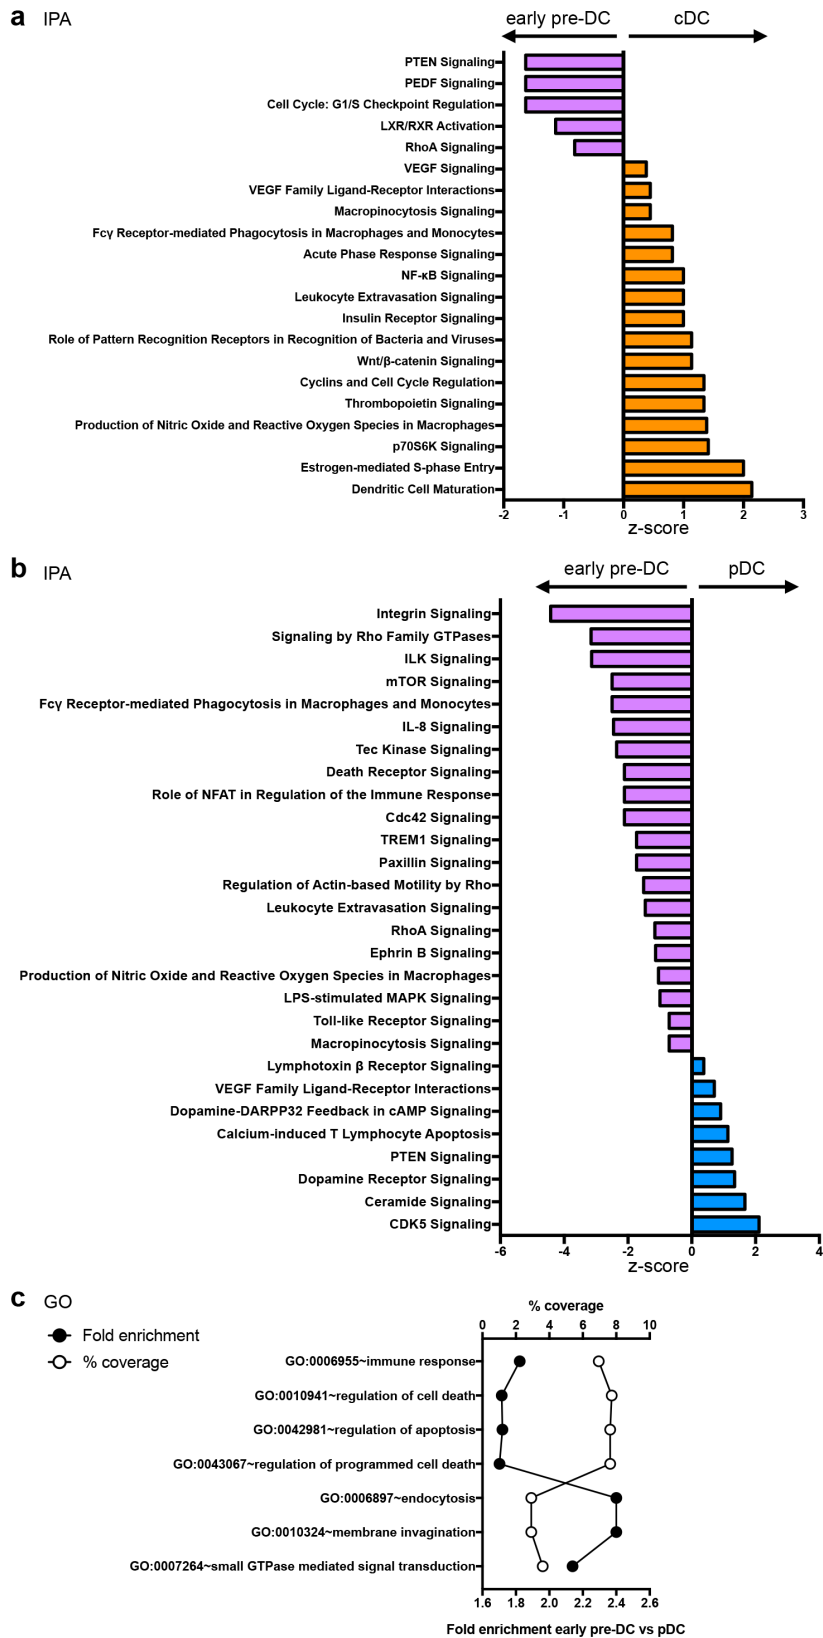 a IPA
early pre-DC cDC
PTEN Signaling
PEDF Signaling
Cell Cycle: G1/S Checkpoint Regulation
LXR/RXR Activation
RhoA Signaling
VEGF Signaling
VEGF Family Ligand-Receptor Interactions
Macropinocytosis Signaling
Fcγ Receptor-mediated Phagocytosis in Macrophages and Monocytes
Acute Phase Response Signaling
NF-κB Signaling
Leukocyte Extravasation Signaling
Insulin Receptor Signaling
Role of Pattern Recognition Receptors in Recognition of Bacteria and Viruses
Wnt/β-catenin Signaling
Cyclins and Cell Cycle Regulation
Thrombopoietin Signaling
Production of Nitric Oxide and Reactive Oxygen Species in Macrophages
p70S6K Signaling
Estrogen-mediated S-phase Entry
Dendritic Cell Maturation
-2 -1 0 1 2 3
z-score
b IPA
early pre-DC pDC
Integrin Signaling
Signaling by Rho Family GTPases
ILK Signaling
mTOR Signaling
Fcγ Receptor-mediated Phagocytosis in Macrophages and Monocytes
IL-8 Signaling
Tec Kinase Signaling
Death Receptor Signaling
Role of NFAT in Regulation of the Immune Response
Cdc42 Signaling
TREM1 Signaling
Paxillin Signaling
Regulation of Actin-based Motility by Rho
Leukocyte Extravasation Signaling
RhoA Signaling
Ephrin B Signaling
Production of Nitric Oxide and Reactive Oxygen Species in Macrophages
LPS-stimulated MAPK Signaling
Toll-like Receptor Signaling
Macropinocytosis Signaling
Lymphotoxin β Receptor Signaling
VEGF Family Ligand-Receptor Interactions
Dopamine-DARPP32 Feedback in cAMP Signaling
Calcium-induced T Lymphocyte Apoptosis
PTEN Signaling
Dopamine Receptor Signaling
Ceramide Signaling
CDK5 Signaling
-6 -4 -2 0 2 4
z-score
c GO
Fold enrichment
% coverage
% coverage
0 2 4 6 8 10
GO:0006955~immune response
GO:0010941~regulation of cell death
GO:0042981~regulation of apoptosis
GO:0043067~regulation of programmed cell death
GO:0006897~endocytosis
GO:0010324~membrane invagination
GO:0007264~small GTPase mediated signal transduction
1.6 1.8 2.0 2.2 2.4 2.6
Fold enrichment early pre-DC vs pDC